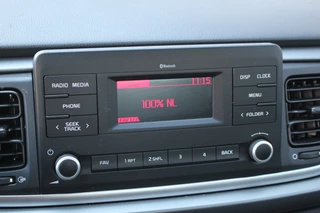 Bluetooth
11:15
RADIO MEDIA
DISP CLOCK
100% NL
PHONE
MENU
SEEK
TRACK
FOLDER
FAV 1 APT 2 SHFL 3 4 BACK